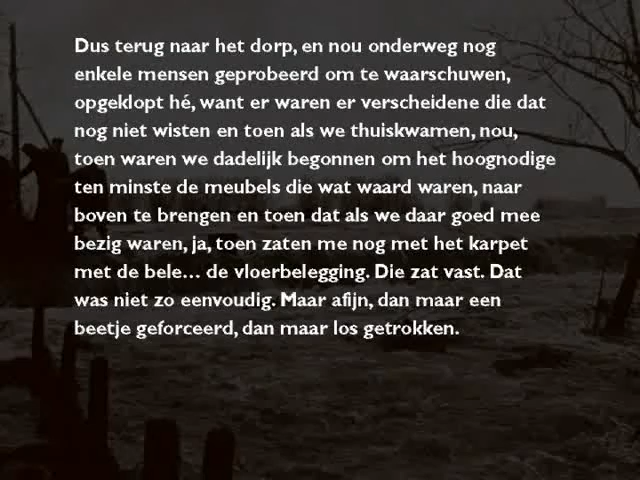 Dus terug naar het dorp, en nou onderweg nog
enkele mensen geprobeerd om te waarschuwen,
opgeklopt hé, want er waren er verscheidene die dat
nog niet wisten en toen als we thuiskwamen, nou,
toen waren we dadelijk begonnen om het hoognodige
ten minste de meubels die wat waard waren, naar
boven te brengen en toen dat als we daar goed mee
bezig waren, ja, toen zaten me nog met het karpet
met de bele... de vloerbelegging. Die zat vast. Dat
was niet zo eenvoudig. Maar afijn, dan maar een
beetje geforceerd, dan maar los getrokken.